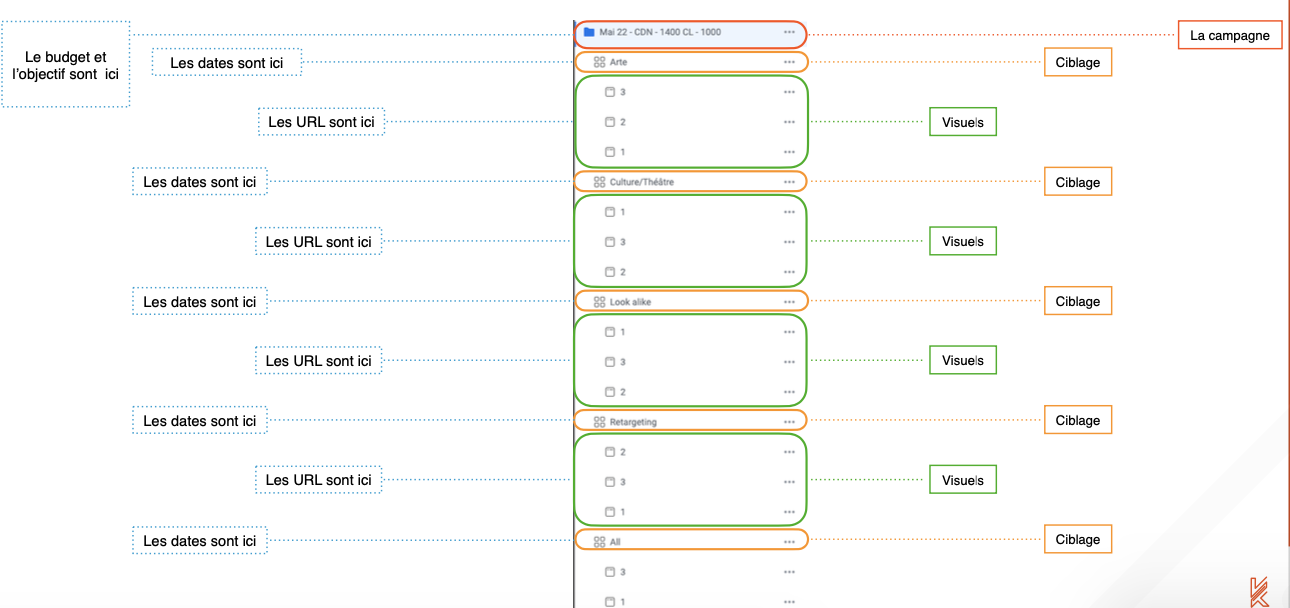 Mai 22 - CDN - 1400 CL - 1000
La campagne
Le budget et
l'objectif sont ici
Les dates sont ici
Arte
Ciblage
3
Les URL sont ici
2
Visuels
1
Les dates sont ici
Culture/Théâtre
Ciblage
1
Les URL sont ici
3
Visuels
2
Les dates sont ici
Look alike
Ciblage
1
Les URL sont ici
3
Visuels
2
Les dates sont ici
Retargeting
Ciblage
2
Les URL sont ici
3
Visuels
1
Les dates sont ici
All
Ciblage
3
1